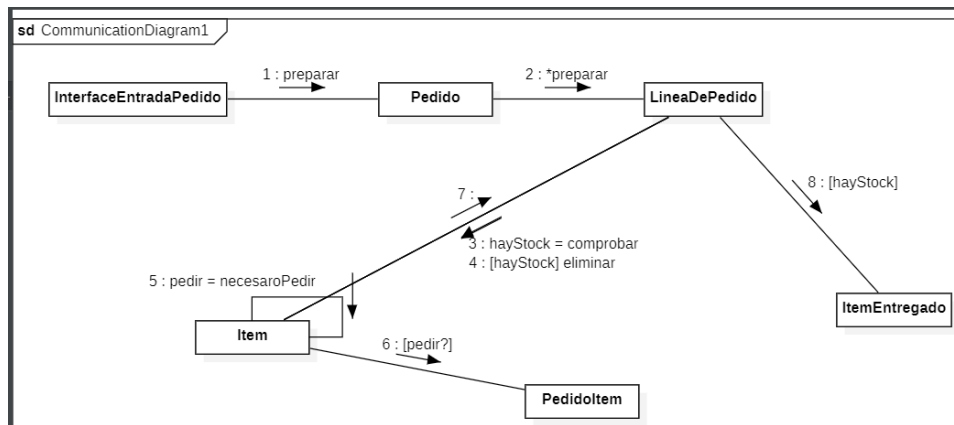 sd CommunicationDiagram1
1 : preparar
2 : *preparar
InterfaceEntradaPedido
Pedido
LineaDePedido
8 : [hayStock]
7 :
3 : hayStock = comprobar
4 : [hayStock] eliminar
5 : pedir = necesaroPedir
ItemEntregado
Item
6 : [pedir?]
PedidoItem